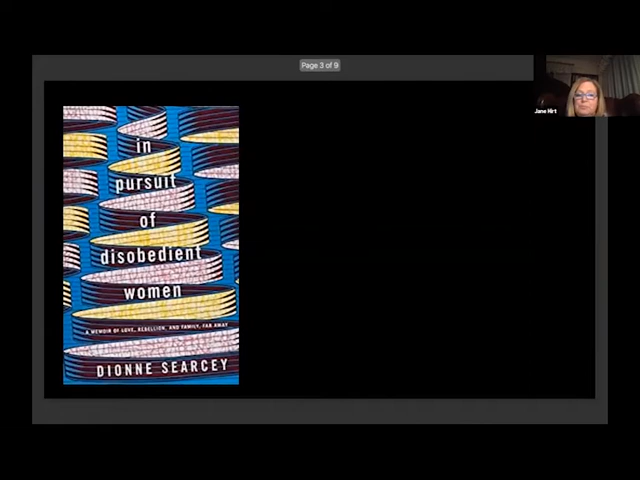 Page 3 of 9
Jane Hirt
in
pursuit
of
disobedient
women
A MEMOIR OF LOVE, REBELLION, AND FAMILY, FAR AWAY
DIONNE SEARCEY